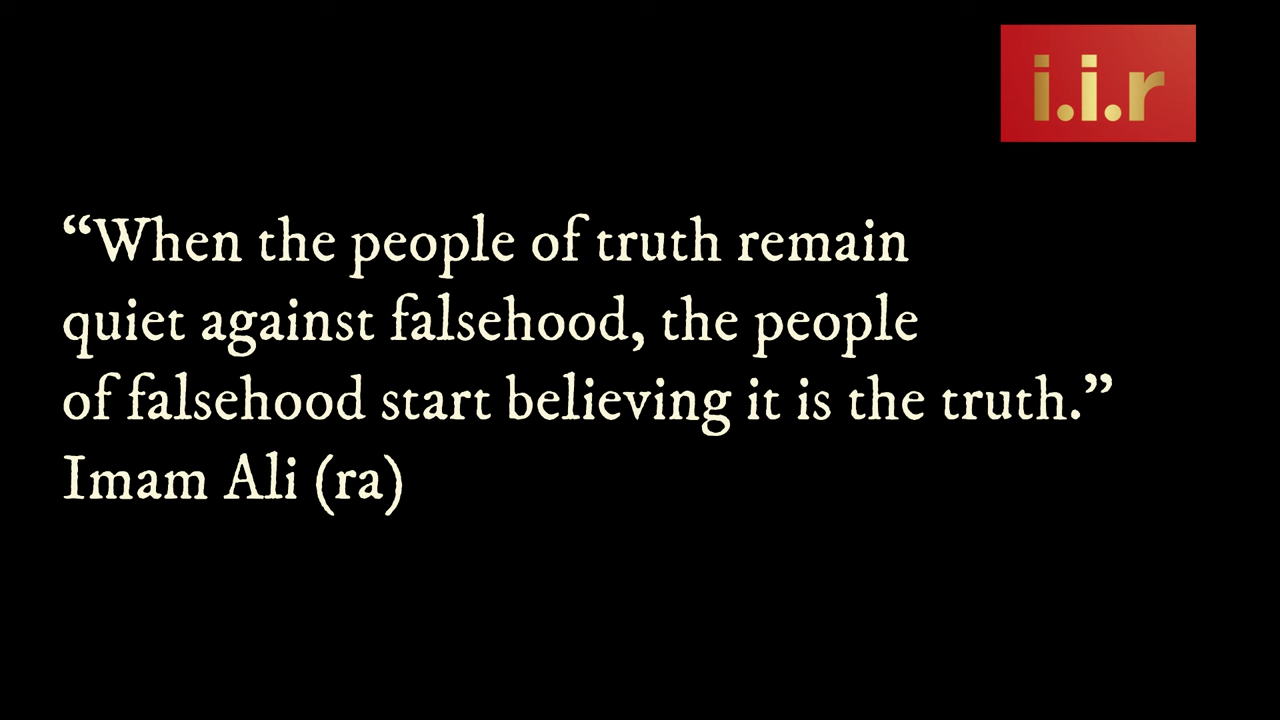 i.i.r
“When the people of truth remain
quiet against falsehood, the people
of falsehood start believing it is the truth.”
Imam Ali (ra)